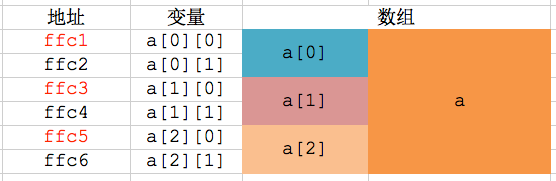 地址 变量 数组
ffc1 a[0][0]
ffc2 a[0][1]
a[0]
ffc3 a[1][0]
ffc4 a[1][1]
a[1]
a
ffc5 a[2][0]
ffc6 a[2][1]
a[2]